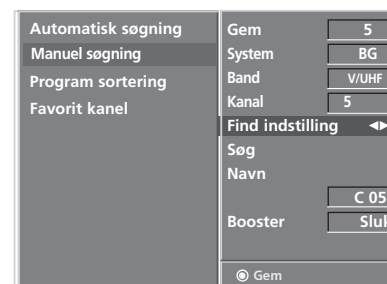 Automatisk søgning
Manuel søgning
Program sortering
Favorit kanel
Gem 5
System BG
Band V/UHF
Kanal 5
Find indstilling ◀▶
Søg
Navn
C 05
Booster Sluk
Gem